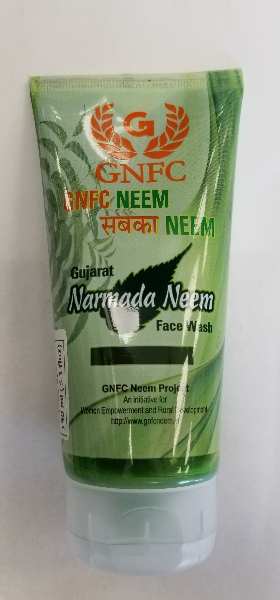 G
GNFC
GNFC NEEM
सबका NEEM
Gujarat
Narmada Neem
Face Wash
GNFC Neem Project
An initiative for
Women Empowerment and Rural Development